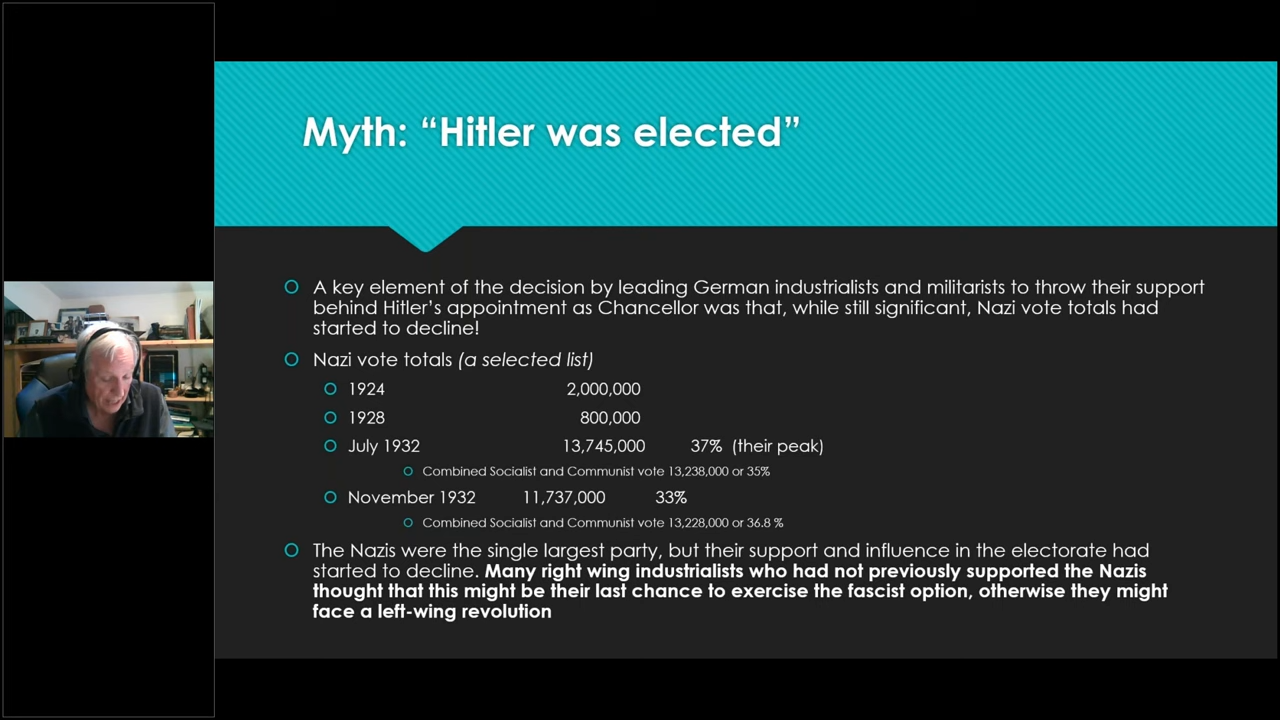 Myth: “Hitler was elected”
A key element of the decision by leading German industrialists and militarists to throw their support
behind Hitler’s appointment as Chancellor was that, while still significant, Nazi vote totals had
started to decline!
Nazi vote totals (a selected list)
1924 2,000,000
1928 800,000
July 1932 13,745,000 37% (their peak)
Combined Socialist and Communist vote 13,238,000 or 35%
November 1932 11,737,000 33%
Combined Socialist and Communist vote 13,228,000 or 36.8 %
The Nazis were the single largest party, but their support and influence in the electorate had
started to decline. Many right wing industrialists who had not previously supported the Nazis
thought that this might be their last chance to exercise the fascist option, otherwise they might
face a left-wing revolution